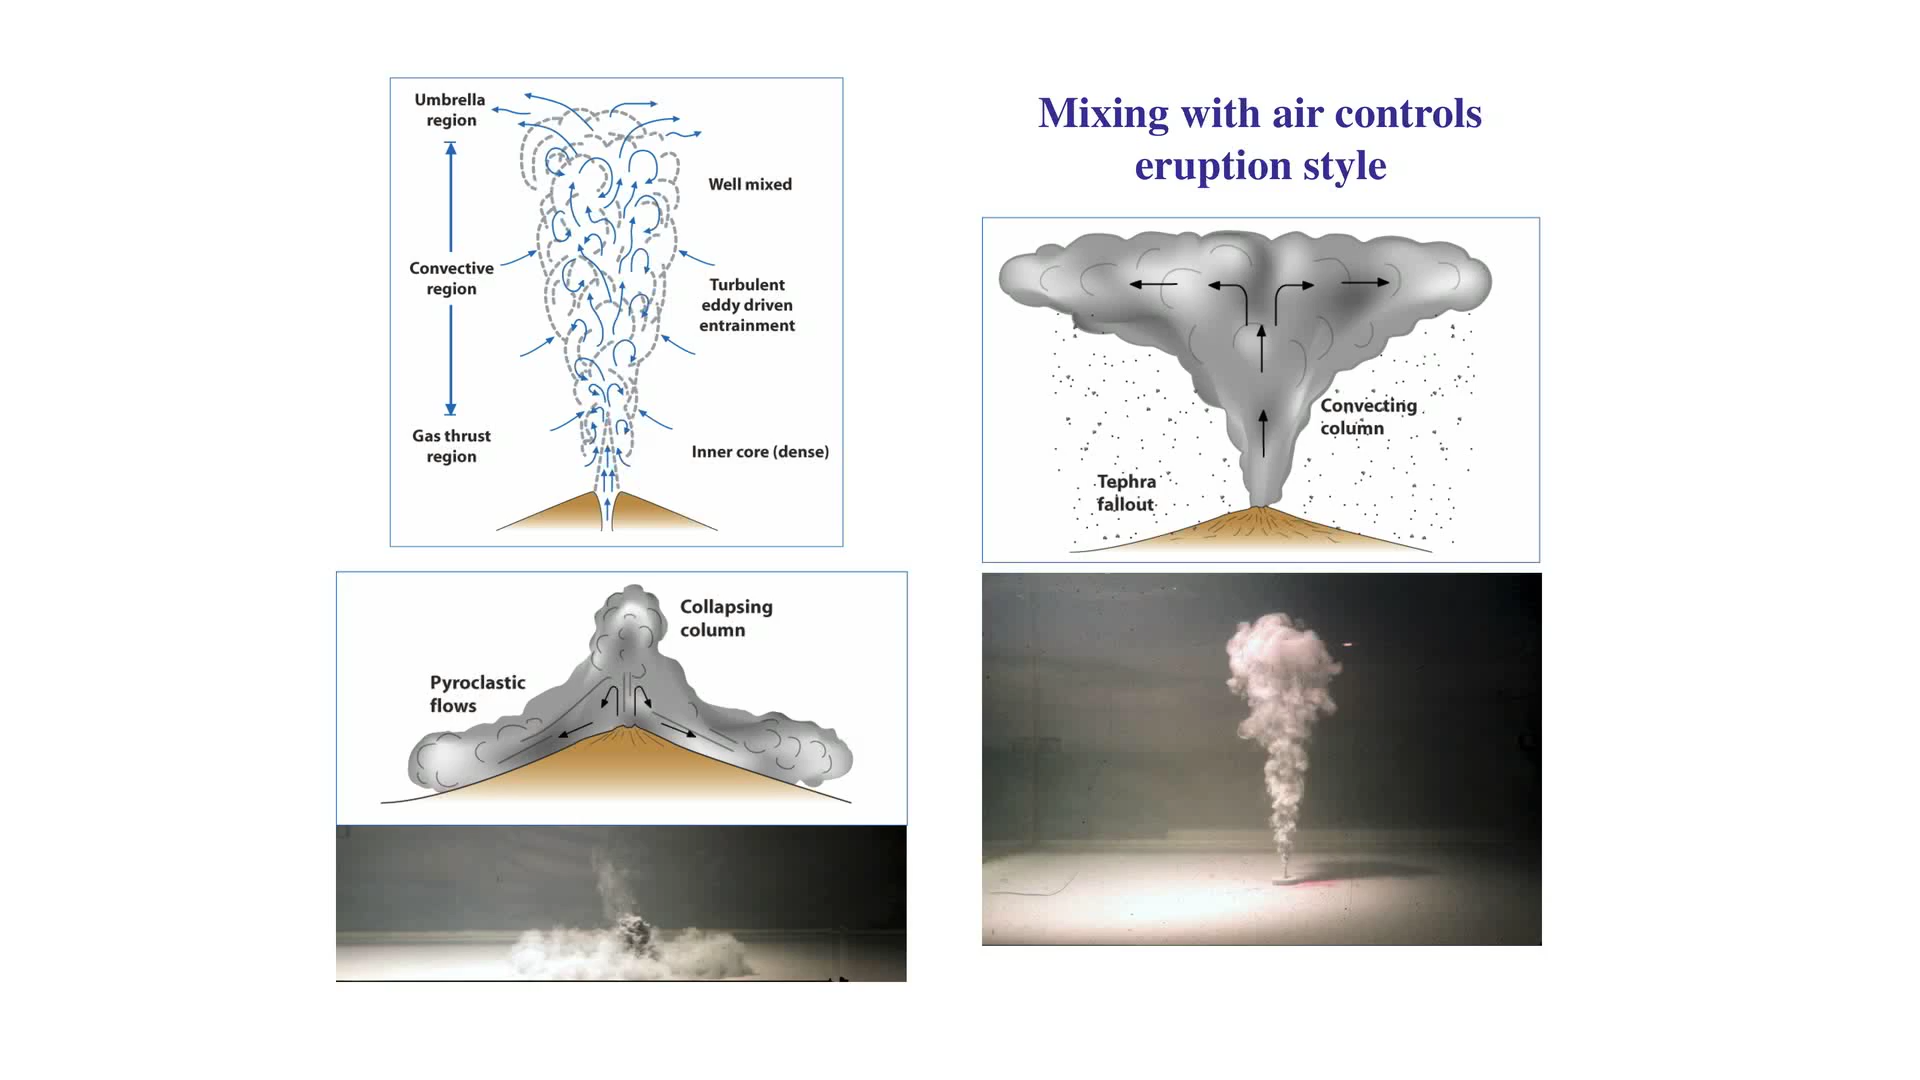 Mixing with air controls
eruption style
Umbrella
region
Well mixed
Convective
region
Turbulent
eddy driven
entrainment
Gas thrust
region
Inner core (dense)
Convecting
column
Tephra
fallout
Collapsing
column
Pyroclastic
flows